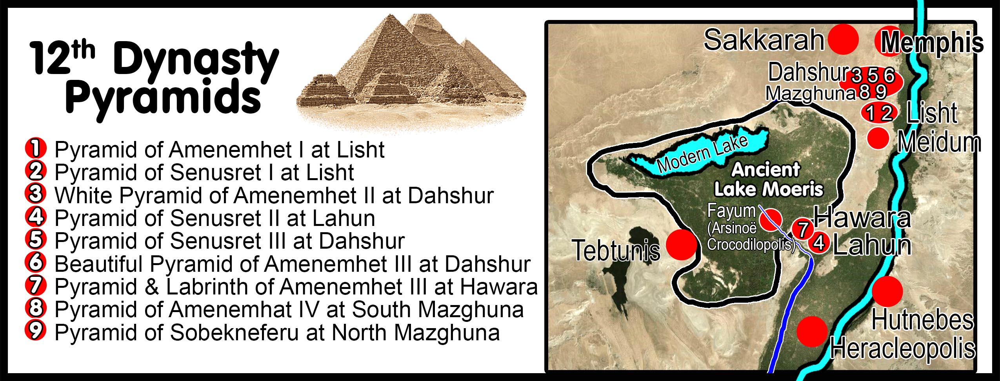 12th Dynasty
Pyramids
1 Pyramid of Amenemhet I at Lisht
2 Pyramid of Senusret I at Lisht
3 White Pyramid of Amenemhet II at Dahshur
4 Pyramid of Senusret II at Lahun
5 Pyramid of Senusret III at Dahshur
6 Beautiful Pyramid of Amenemhet III at Dahshur
7 Pyramid & Labrinth of Amenemhet III at Hawara
8 Pyramid of Amenemhat IV at South Mazghuna
9 Pyramid of Sobekneferu at North Mazghuna
Sakkarah
Memphis
Dahshur 3 5 6
Mazghuna 8 9
1 2 Lisht
Meidum
Modern Lake
Ancient
Lake Moeris
Fayum
(Arsinoë
Crocodilopolis)
7 Hawara
4 Lahun
Tebtunis
Hutnebes
Heracleopolis